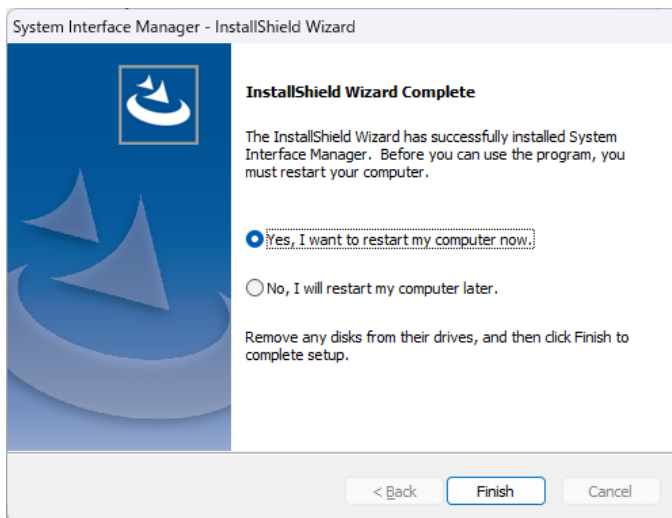 System Interface Manager - InstallShield Wizard
InstallShield Wizard Complete
The InstallShield Wizard has successfully installed System
Interface Manager.  Before you can use the program, you
must restart your computer.
Yes, I want to restart my computer now.
No, I will restart my computer later.
Remove any disks from their drives, and then click Finish to
complete setup.
< Back
Finish
Cancel